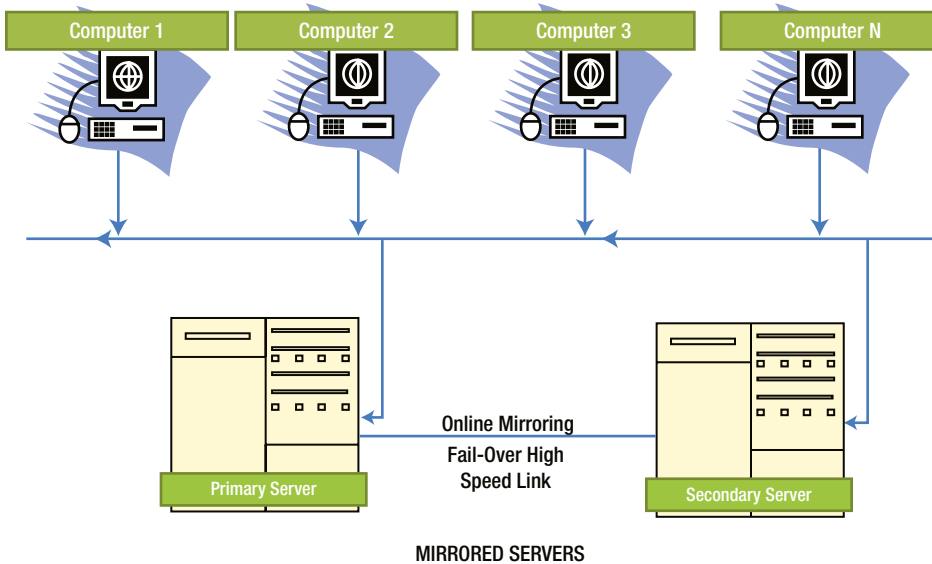 Computer 1
Computer 2
Computer 3
Computer N
Online Mirroring
Fail-Over High
Speed Link
Primary Server
Secondary Server
MIRRORED SERVERS